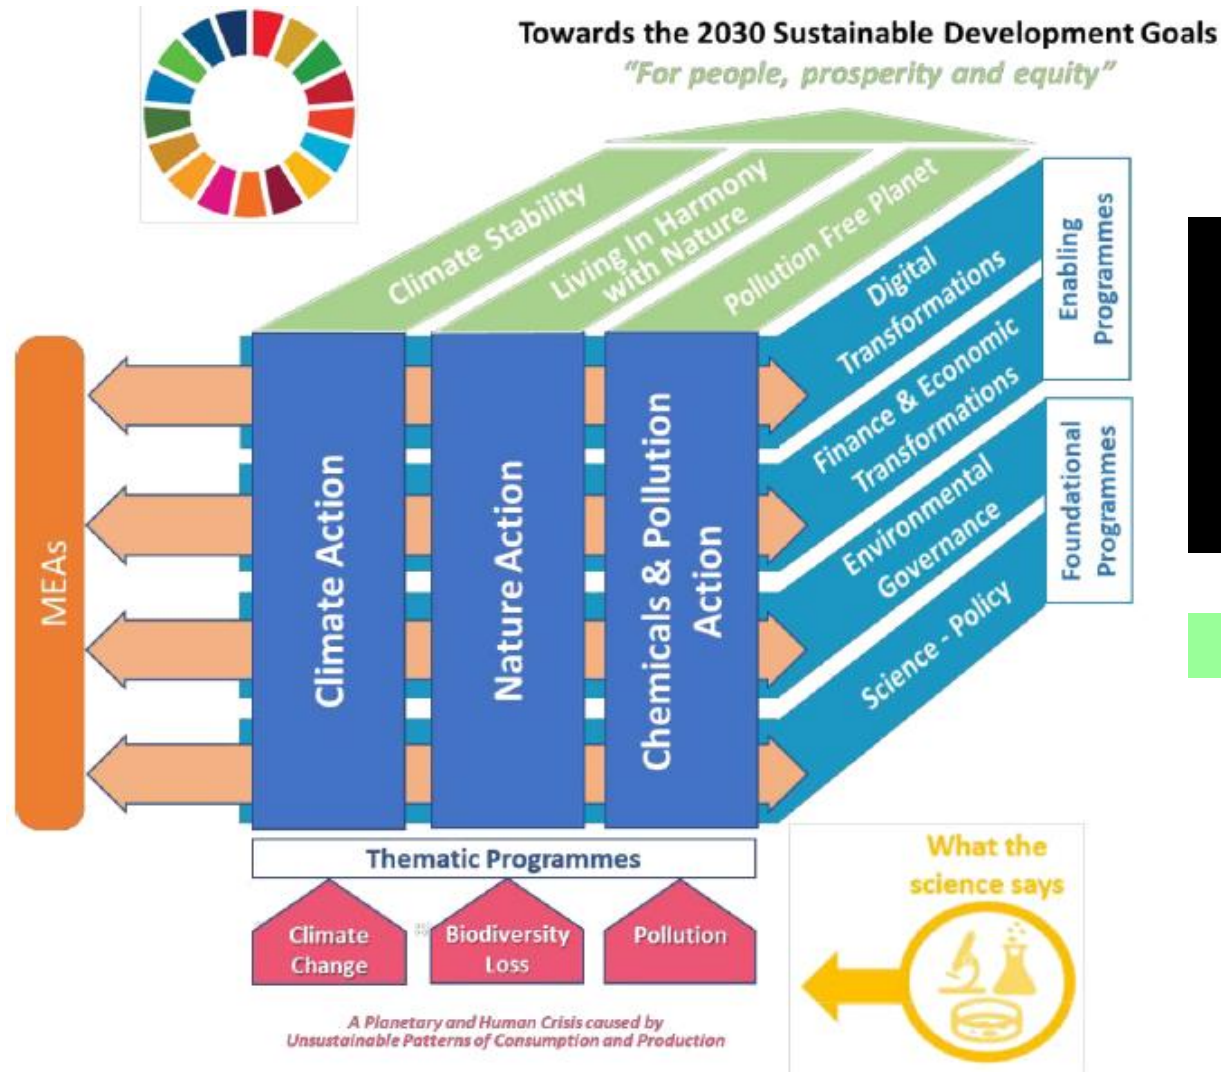 Towards the 2030 Sustainable Development Goals
“For people, prosperity and equity”
Climate Stability
Living In Harmony
with Nature
Pollution Free Planet
Digital
Transformations
Finance & Economic
Transformations
Environmental
Governance
Science - Policy
Enabling
Programmes
Foundational
Programmes
MEAs
Climate Action
Nature Action
Chemicals & Pollution
Action
Thematic Programmes
Climate
Change
Biodiversity
Loss
Pollution
A Planetary and Human Crisis caused by
Unsustainable Patterns of Consumption and Production
What the
science says